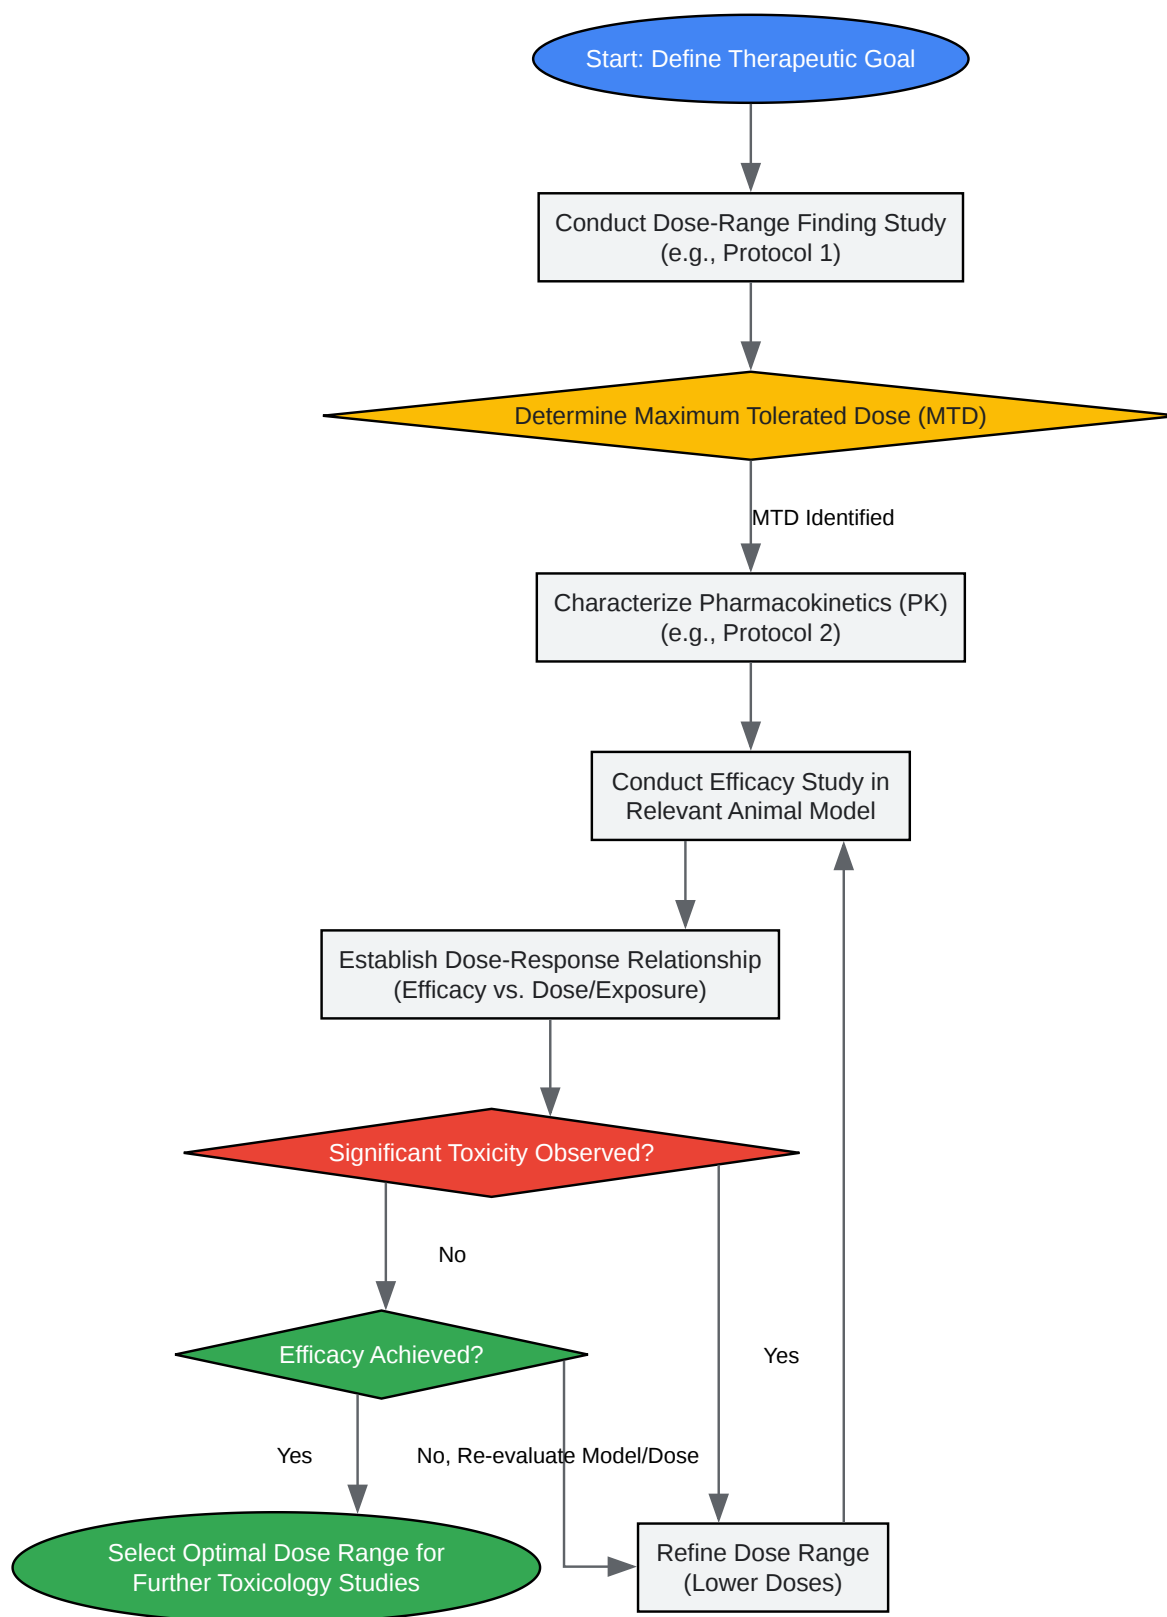 Start: Define Therapeutic Goal
Conduct Dose-Range Finding Study
(e.g., Protocol 1)
Determine Maximum Tolerated Dose (MTD)
MTD Identified
Characterize Pharmacokinetics (PK)
(e.g., Protocol 2)
Conduct Efficacy Study in
Relevant Animal Model
Establish Dose-Response Relationship
(Efficacy vs. Dose/Exposure)
Significant Toxicity Observed?
No
Efficacy Achieved?
Yes
Yes
No, Re-evaluate Model/Dose
Select Optimal Dose Range for
Further Toxicology Studies
Refine Dose Range
(Lower Doses)